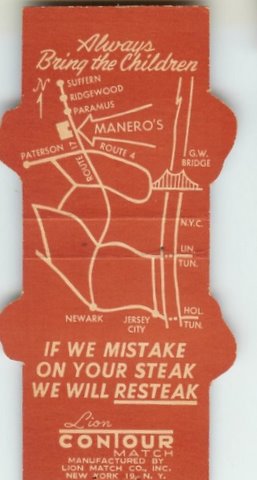 Always
Bring the Children
N
SUFFERN
RIDGEWOOD
PARAMUS
MANERO'S
PATERSON
ROUTE 17
ROUTE 4
G.W.
BRIDGE
N.Y.C.
LIN.
TUN.
NEWARK
JERSEY
CITY
HOL.
TUN.
IF WE MISTAKE
ON YOUR STEAK
WE WILL RESTEAK
Lion
CONTOUR
MATCH
MANUFACTURED BY
LION MATCH CO., INC.
NEW YORK 19, N. Y.